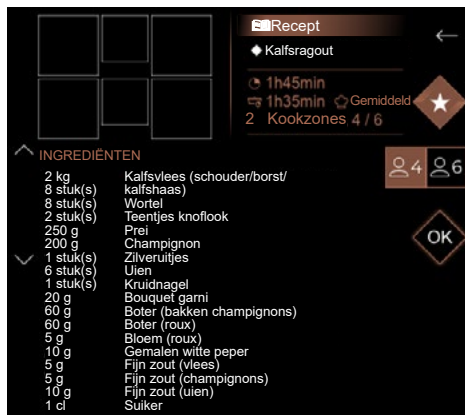 Recept
Kalfsragout
1h45min
1h35min Gemiddeld
2 Kookzones 4 / 6
INGREDIËNTEN
4 6
2 kg Kalfsvlees (schouder/borst/
8 stuk(s) kalfshaas)
8 stuk(s) Wortel
2 stuk(s) Teentjes knoflook
250 g Prei
200 g Champignon
1 stuk(s) Zilveruitjes
6 stuk(s) Uien
1 stuk(s) Kruidnagel
20 g Bouquet garni
60 g Boter (bakken champignons)
60 g Boter (roux)
5 g Bloem (roux)
10 g Gemalen witte peper
5 g Fijn zout (vlees)
5 g Fijn zout (champignons)
10 g Fijn zout (uien)
1 cl Suiker
OK